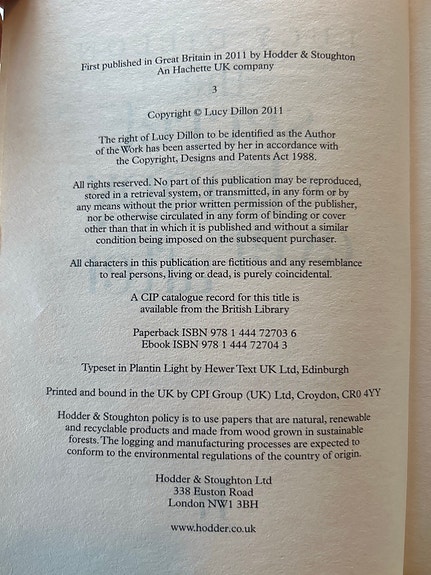 First published in Great Britain in 2011 by Hodder & Stoughton
An Hachette UK company
3
Copyright © Lucy Dillon 2011
The right of Lucy Dillon to be identified as the Author
of the Work has been asserted by her in accordance with
the Copyright, Designs and Patents Act 1988.
All rights reserved. No part of this publication may be reproduced,
stored in a retrieval system, or transmitted, in any form or by
any means without the prior written permission of the publisher,
nor be otherwise circulated in any form of binding or cover
other than that in which it is published and without a similar
condition being imposed on the subsequent purchaser.
All characters in this publication are fictitious and any resemblance
to real persons, living or dead, is purely coincidental.
A CIP catalogue record for this title is
available from the British Library
Paperback ISBN 978 1 444 72703 6
Ebook ISBN 978 1 444 72704 3
Typeset in Plantin Light by Hewer Text UK Ltd, Edinburgh
Printed and bound in the UK by CPI Group (UK) Ltd, Croydon, CR0 4YY
Hodder & Stoughton policy is to use papers that are natural, renewable
and recyclable products and made from wood grown in sustainable
forests. The logging and manufacturing processes are expected to
conform to the environmental regulations of the country of origin.
Hodder & Stoughton Ltd
338 Euston Road
London NW1 3BH
www.hodder.co.uk